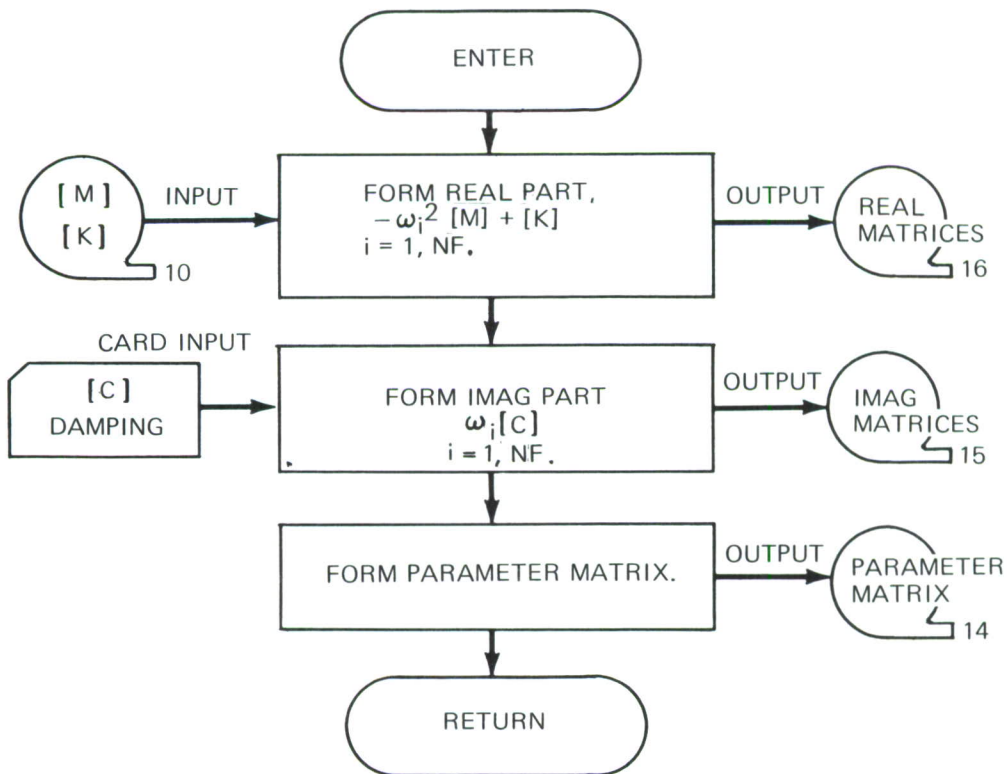 ENTER
[M]
[K]
10
INPUT
FORM REAL PART,
−ωi² [M] + [K]
i = 1, NF.
OUTPUT
REAL
MATRICES
16
CARD INPUT
[C]
DAMPING
FORM IMAG PART
ωi[C]
i = 1, NF.
OUTPUT
IMAG
MATRICES
15
FORM PARAMETER MATRIX.
OUTPUT
PARAMETER
MATRIX
14
RETURN